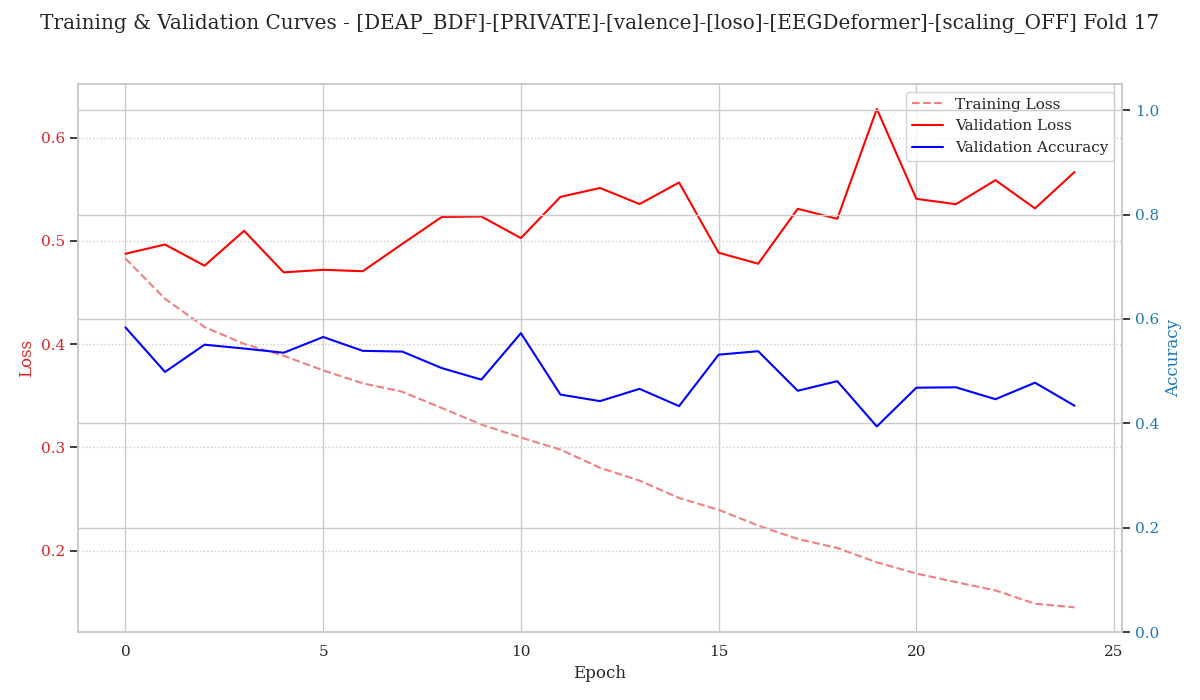 Training & Validation Curves - [DEAP_BDF]-[PRIVATE]-[valence]-[loso]-[EEGDeformer]-[scaling_OFF] Fold 17
Training Loss
Validation Loss
Validation Accuracy
Loss
0.6
0.5
0.4
0.3
0.2
1.0
0.8
0.6
0.4
0.2
0.0
Accuracy
0
5
10
15
20
25
Epoch